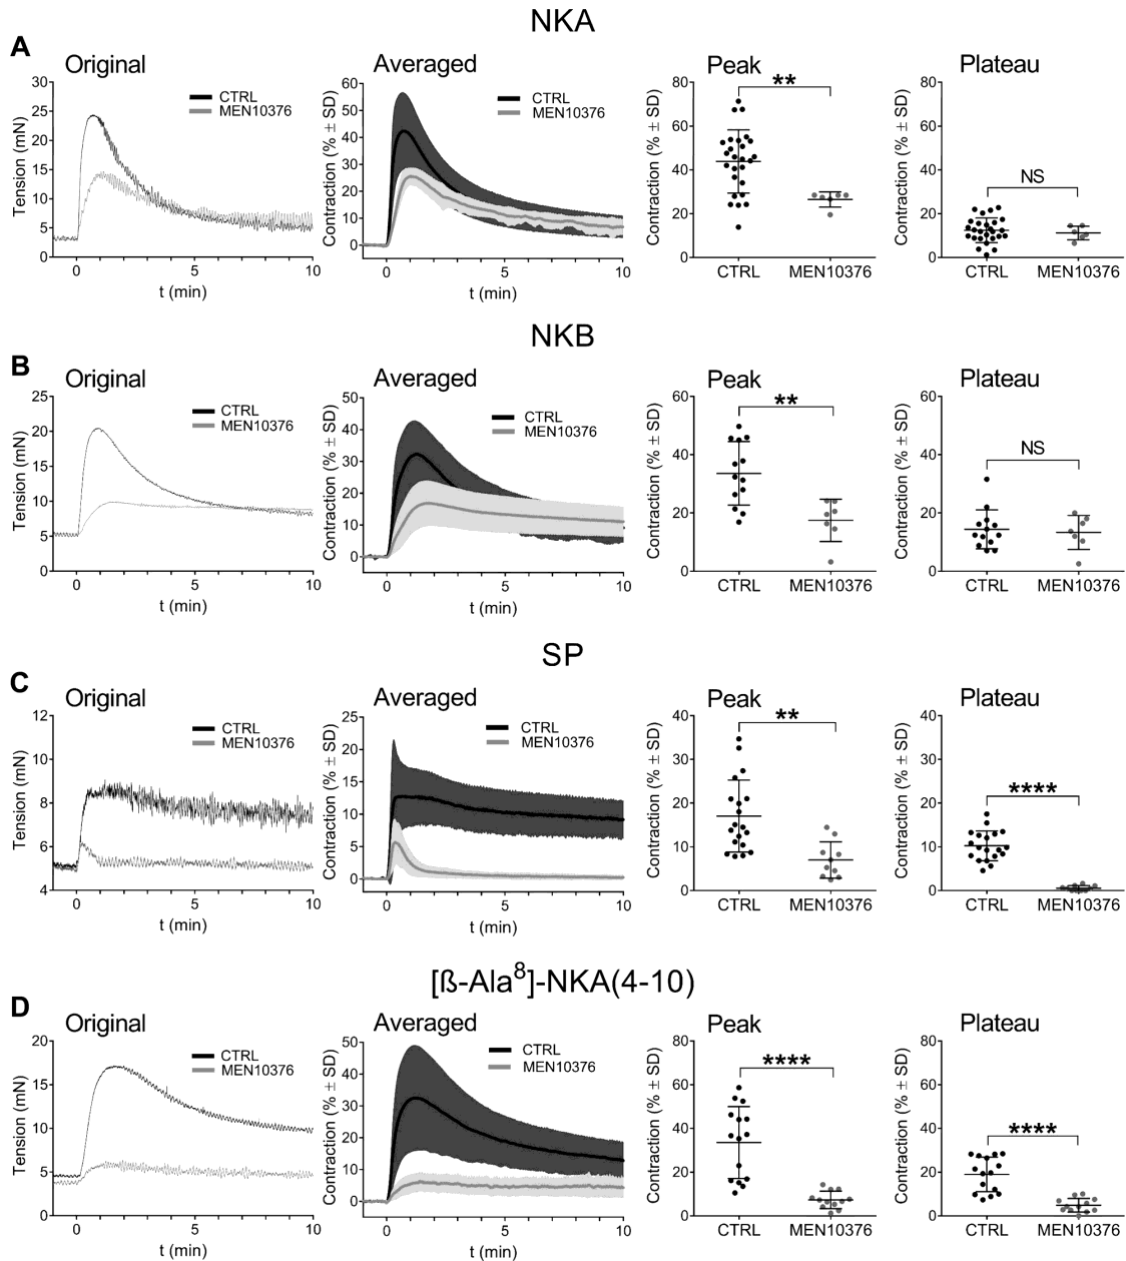 NKA
A
Original Averaged Peak Plateau
CTRL
MEN10376
Tension (mN)
30
25
20
15
10
5
0
0 5 10
t (min)
CTRL
MEN10376
Contraction (% ± SD)
60
50
40
30
20
10
0
0 5 10
t (min)
**
Contraction (% ± SD)
80
60
40
20
0
CTRL MEN10376
NS
Contraction (% ± SD)
80
60
40
20
0
CTRL MEN10376
NKB
B
Original Averaged Peak Plateau
CTRL
MEN10376
Tension (mN)
25
20
15
10
5
0
0 5 10
t (min)
CTRL
MEN10376
Contraction (% ± SD)
50
40
30
20
10
0
0 5 10
t (min)
**
Contraction (% ± SD)
60
40
20
0
CTRL MEN10376
NS
Contraction (% ± SD)
60
40
20
0
CTRL MEN10376
SP
C
Original Averaged Peak Plateau
CTRL
MEN10376
Tension (mN)
12
10
8
6
4
0 5 10
t (min)
CTRL
MEN10376
Contraction (% ± SD)
25
20
15
10
5
0
0 5 10
t (min)
**
Contraction (% ± SD)
40
30
20
10
0
CTRL MEN10376
****
Contraction (% ± SD)
40
30
20
10
0
CTRL MEN10376
[ß-Ala8]-NKA(4-10)
D
Original Averaged Peak Plateau
CTRL
MEN10376
Tension (mN)
20
15
10
5
0
0 5 10
t (min)
CTRL
MEN10376
Contraction (% ± SD)
50
40
30
20
10
0
0 5 10
t (min)
****
Contraction (% ± SD)
80
60
40
20
0
CTRL MEN10376
****
Contraction (% ± SD)
80
60
40
20
0
CTRL MEN10376